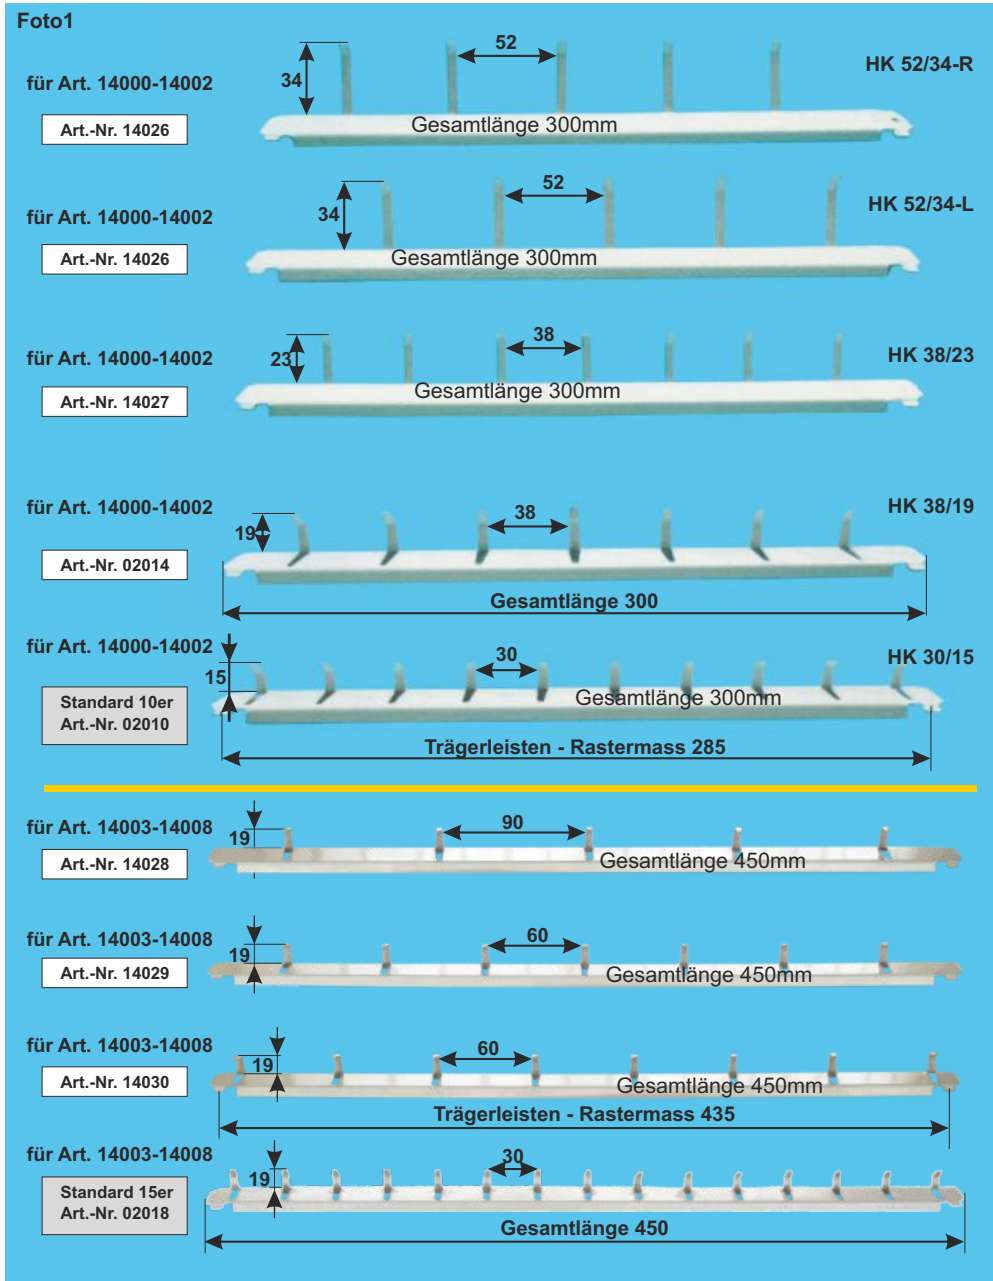 Foto1
52
HK 52/34-R
34
für Art. 14000-14002
Art.-Nr. 14026
Gesamtlänge 300mm
52
HK 52/34-L
34
für Art. 14000-14002
Art.-Nr. 14026
Gesamtlänge 300mm
38
HK 38/23
23
für Art. 14000-14002
Art.-Nr. 14027
Gesamtlänge 300mm
für Art. 14000-14002
HK 38/19
19
38
Art.-Nr. 02014
Gesamtlänge 300
für Art. 14000-14002
30
HK 30/15
15
Standard 10er
Art.-Nr. 02010
Gesamtlänge 300mm
Trägerleisten - Rastermass 285
für Art. 14003-14008
90
19
Art.-Nr. 14028
Gesamtlänge 450mm
für Art. 14003-14008
60
19
Art.-Nr. 14029
Gesamtlänge 450mm
für Art. 14003-14008
60
19
Art.-Nr. 14030
Gesamtlänge 450mm
Trägerleisten - Rastermass 435
für Art. 14003-14008
30
19
Standard 15er
Art.-Nr. 02018
Gesamtlänge 450